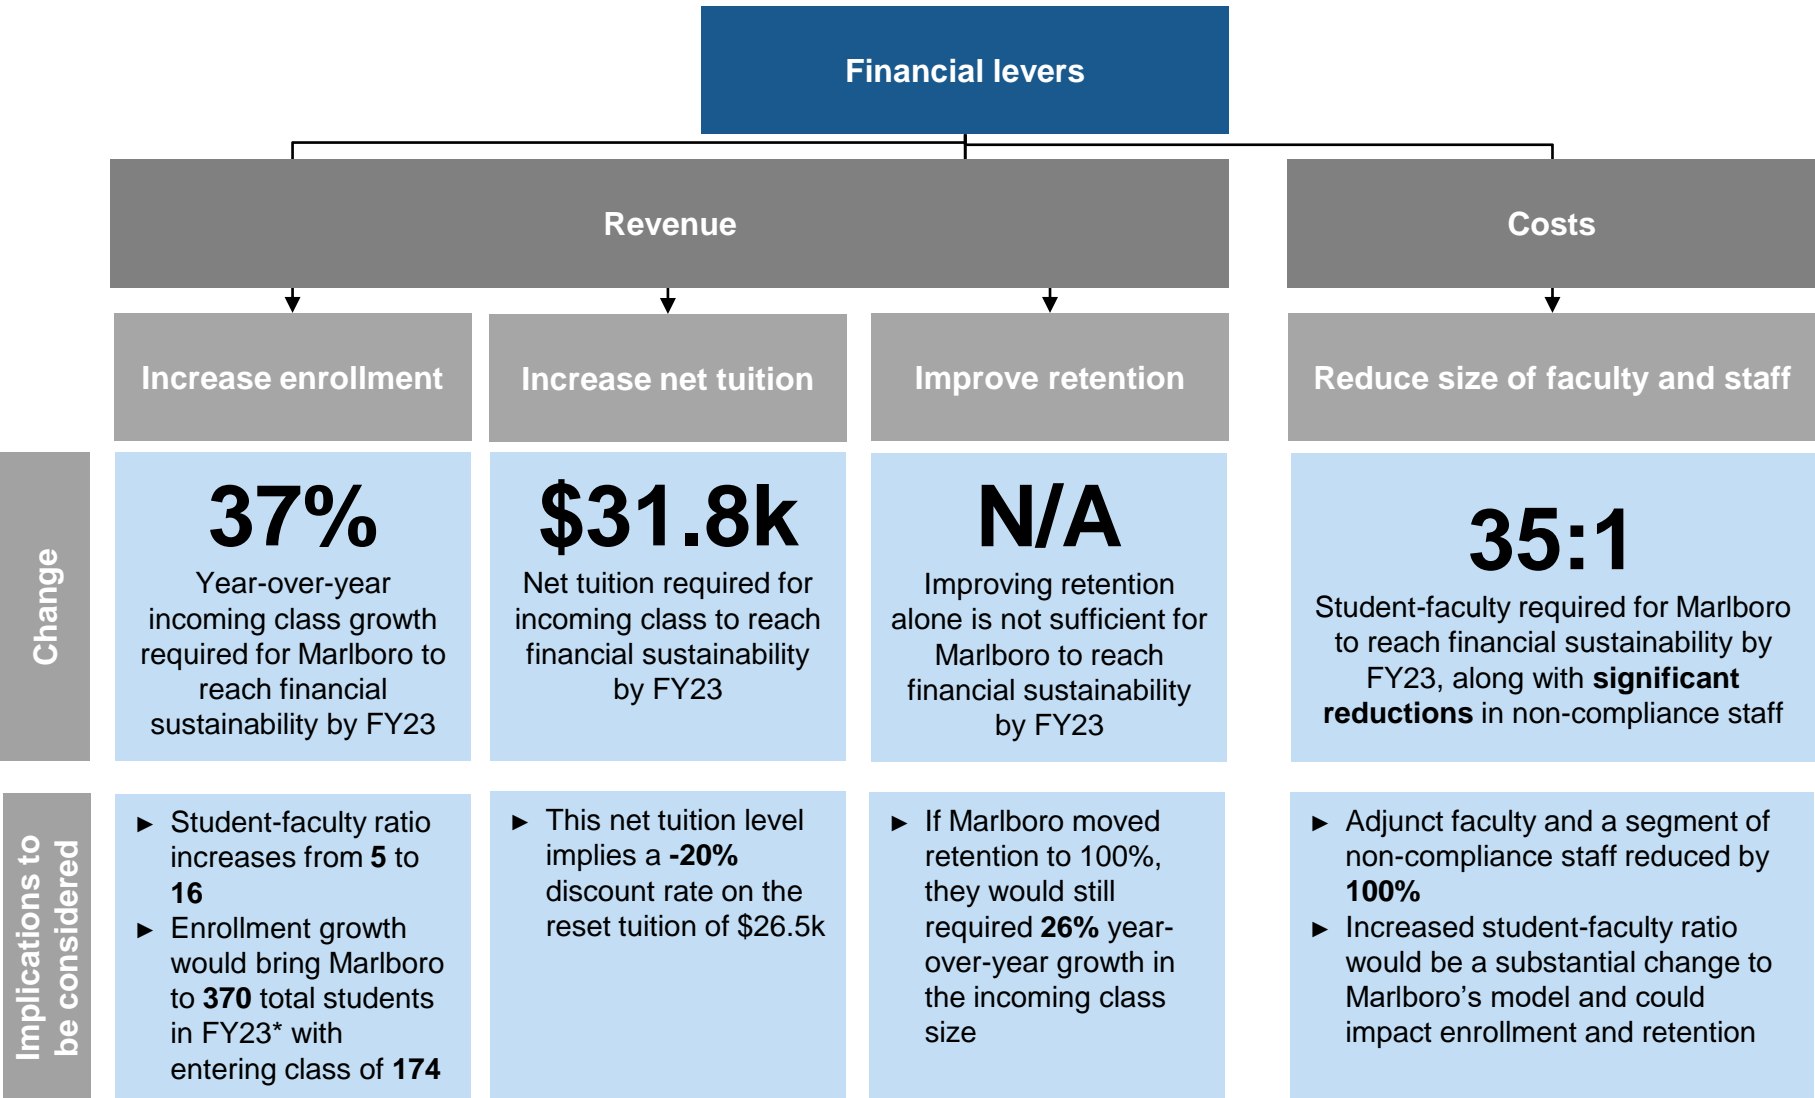 Financial levers
Revenue
Costs
Increase enrollment
Increase net tuition
Improve retention
Reduce size of faculty and staff
Change
37%
Year-over-year
incoming class growth
required for Marlboro to
reach financial
sustainability by FY23
$31.8k
Net tuition required for
incoming class to reach
financial sustainability
by FY23
N/A
Improving retention
alone is not sufficient for
Marlboro to reach
financial sustainability
by FY23
35:1
Student-faculty required for Marlboro
to reach financial sustainability by
FY23, along with significant
reductions in non-compliance staff
Implications to
be considered
► Student-faculty ratio
increases from 5 to
16
► Enrollment growth
would bring Marlboro
to 370 total students
in FY23* with
entering class of 174
► This net tuition level
implies a -20%
discount rate on the
reset tuition of $26.5k
► If Marlboro moved
retention to 100%,
they would still
required 26% year-
over-year growth in
the incoming class
size
► Adjunct faculty and a segment of
non-compliance staff reduced by
100%
► Increased student-faculty ratio
would be a substantial change to
Marlboro’s model and could
impact enrollment and retention